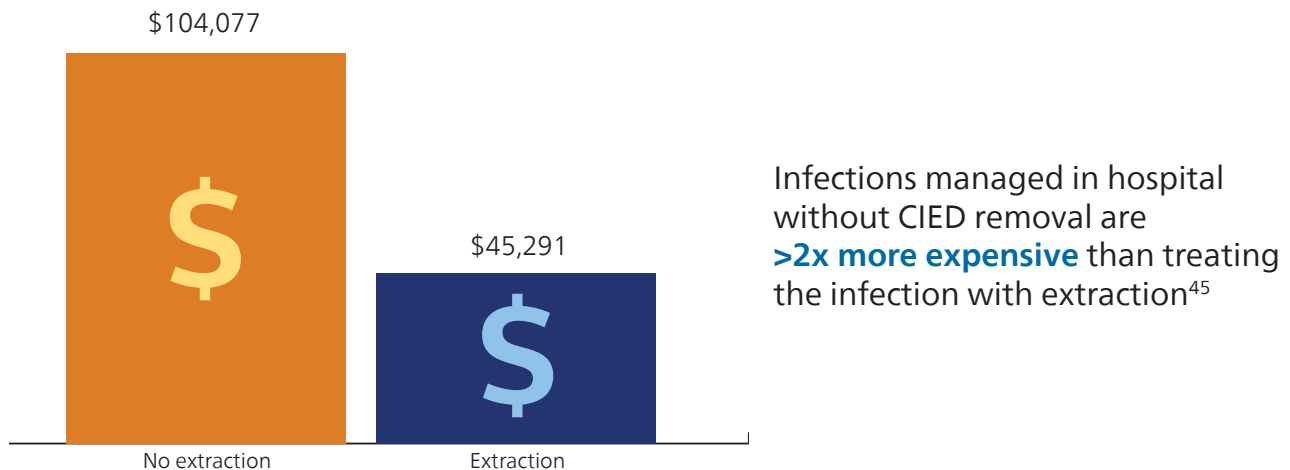 $104,077
$
No extraction
$45,291
$
Extraction
Infections managed in hospital
without CIED removal are
>2x more expensive than treating
the infection with extraction45